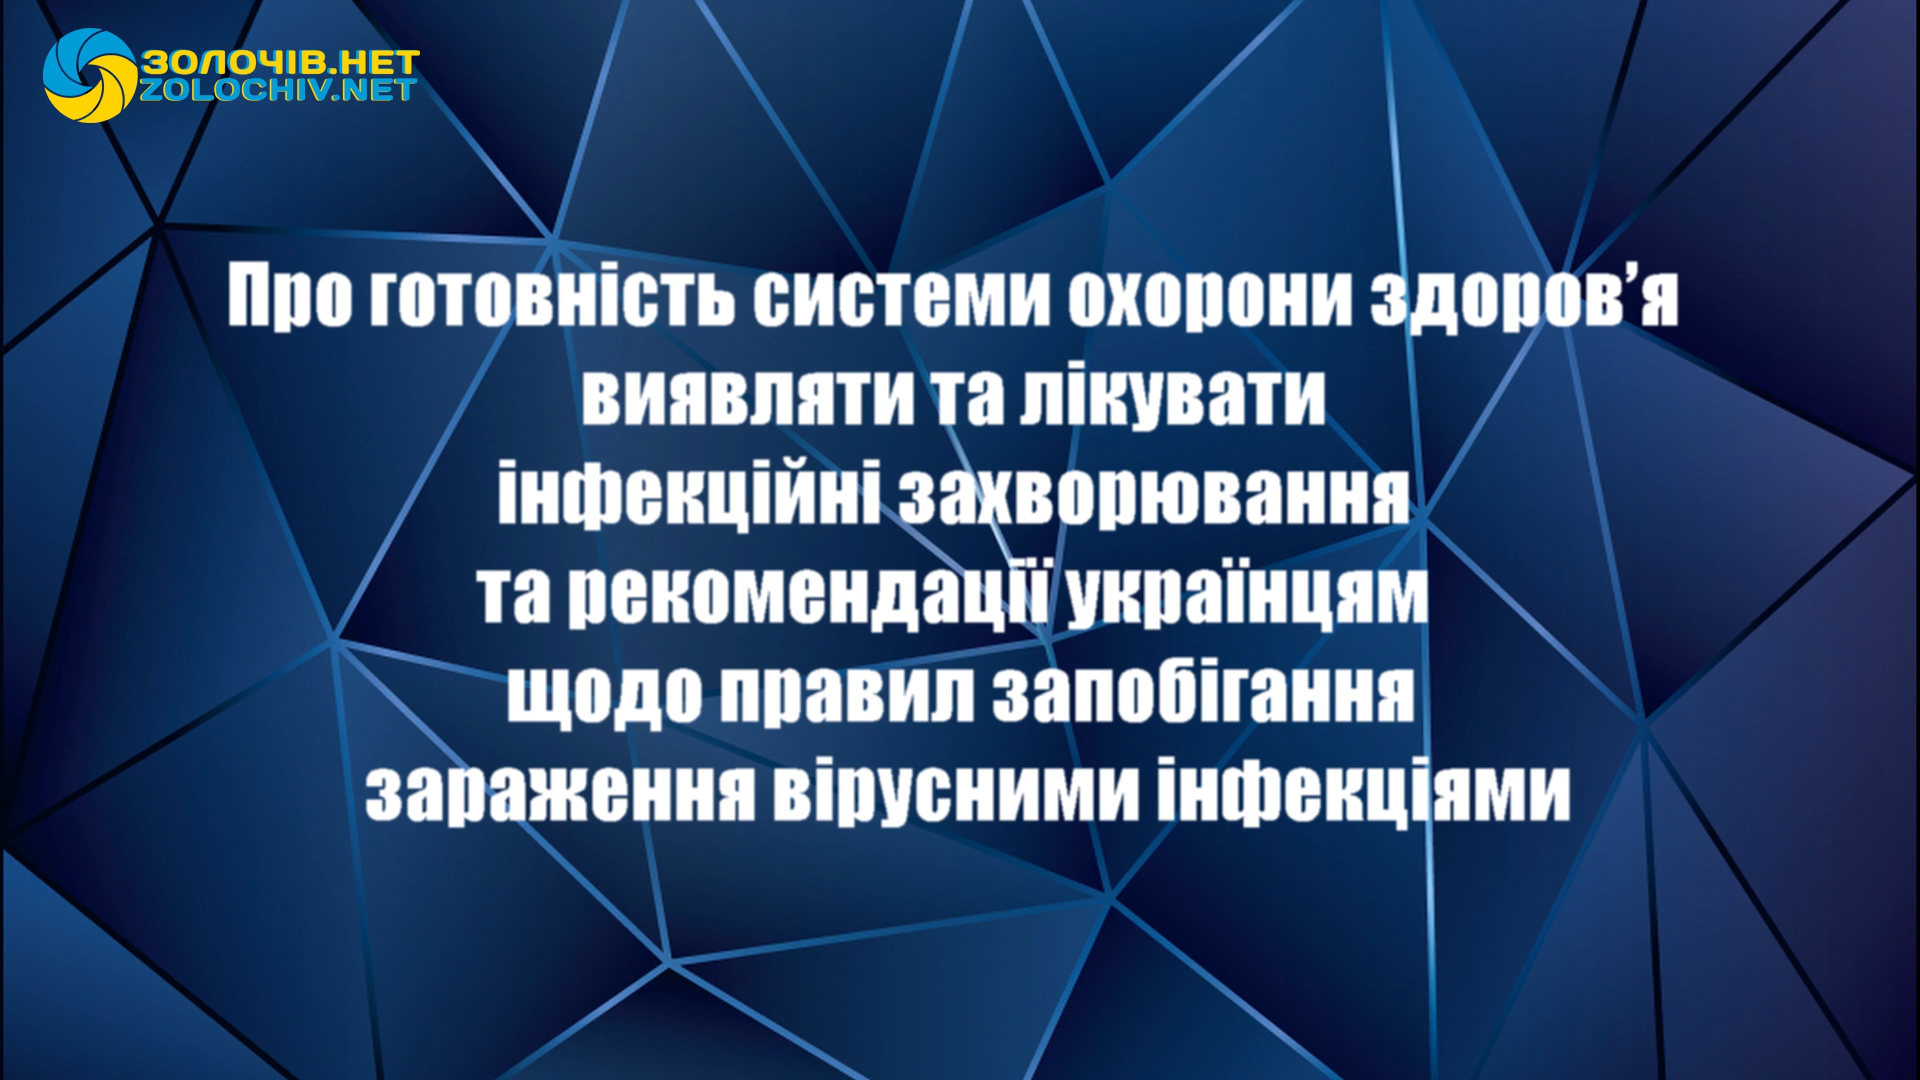 ЗОЛОЧІВ.НЕТ
ZOLOCHIV.NET
Про готовність системи охорони здоров’я
виявляти та лікувати
інфекційні захворювання
та рекомендації українцям
щодо правил запобігання
зараження вірусними інфекціями